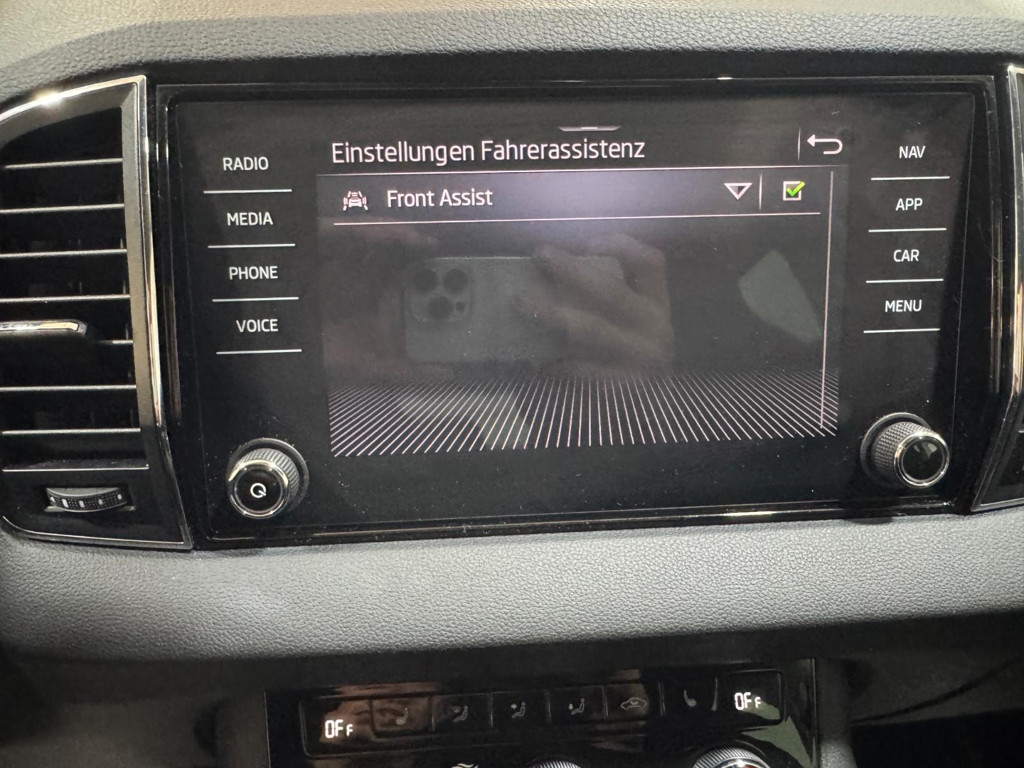 Einstellungen Fahrerassistenz
Front Assist
RADIO
MEDIA
PHONE
VOICE
NAV
APP
CAR
MENU
OFF
OFF